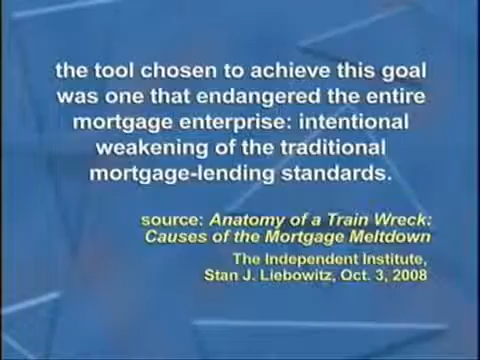 the tool chosen to achieve this goal
was one that endangered the entire
mortgage enterprise: intentional
weakening of the traditional
mortgage-lending standards.
source: Anatomy of a Train Wreck:
Causes of the Mortgage Meltdown
The Independent Institute,
Stan J. Liebowitz, Oct. 3, 2008